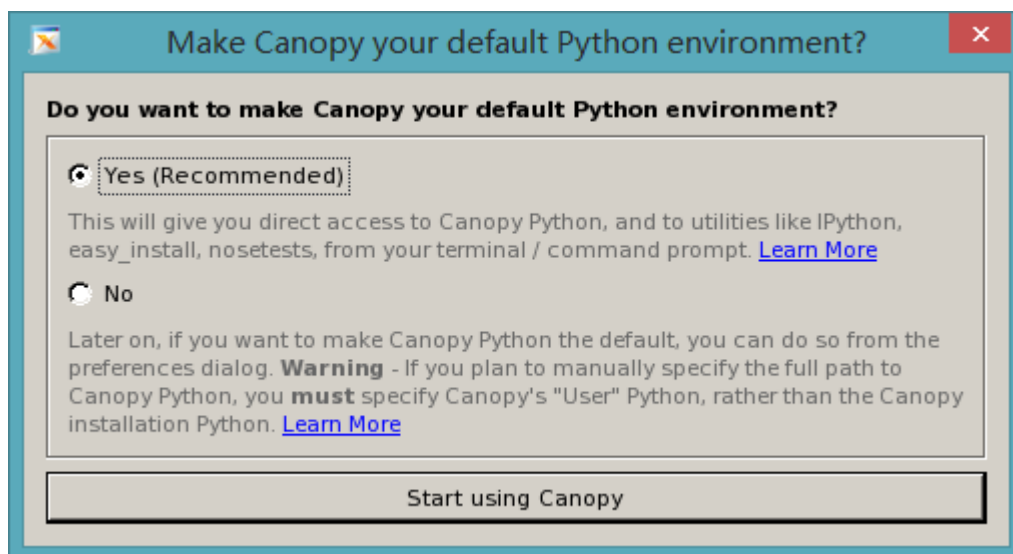 Make Canopy your default Python environment?
Do you want to make Canopy your default Python environment?
Yes (Recommended)
This will give you direct access to Canopy Python, and to utilities like IPython,
easy_install, nosetests, from your terminal / command prompt. Learn More
No
Later on, if you want to make Canopy Python the default, you can do so from the
preferences dialog. Warning - If you plan to manually specify the full path to
Canopy Python, you must specify Canopy's "User" Python, rather than the Canopy
installation Python. Learn More
Start using Canopy